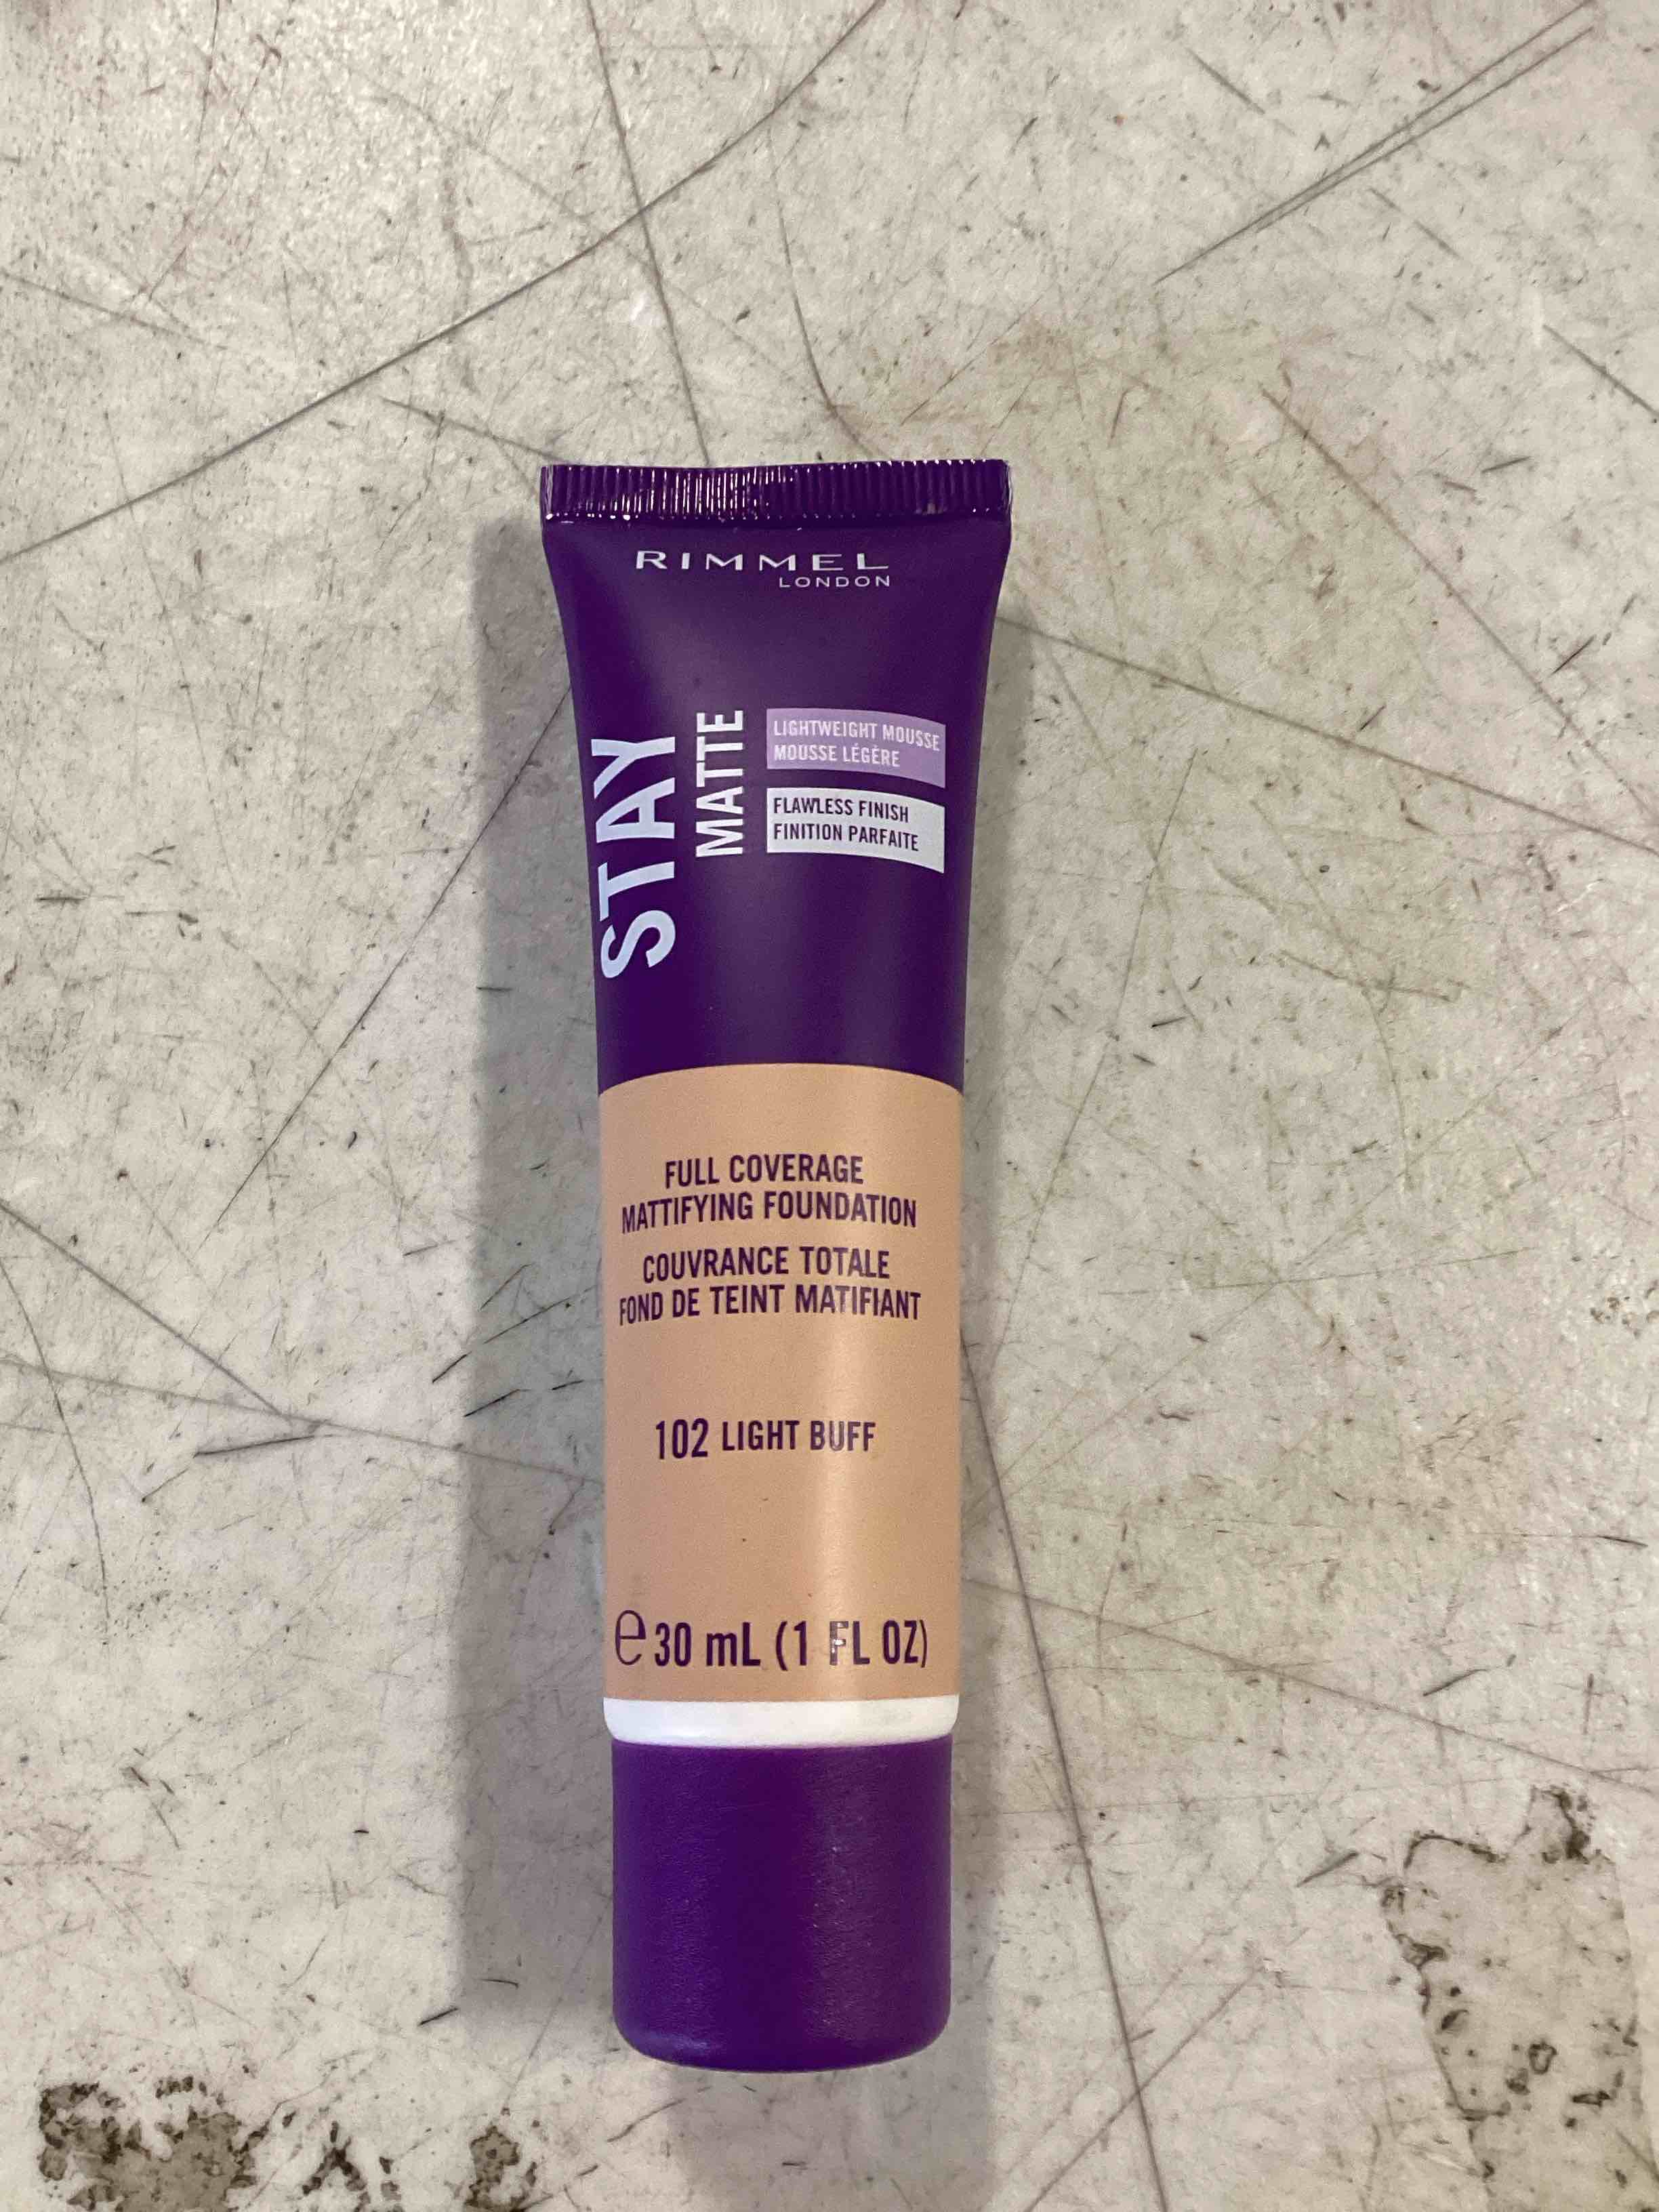 RIMMEL
LONDON
STAY
MATTE
LIGHTWEIGHT MOUSSE
MOUSSE LÉGÈRE
FLAWLESS FINISH
FINITION PARFAITE
FULL COVERAGE
MATTIFYING FOUNDATION
COUVRANCE TOTALE
FOND DE TEINT MATIFIANT
102 LIGHT BUFF
℮ 30 mL (1 FL OZ)